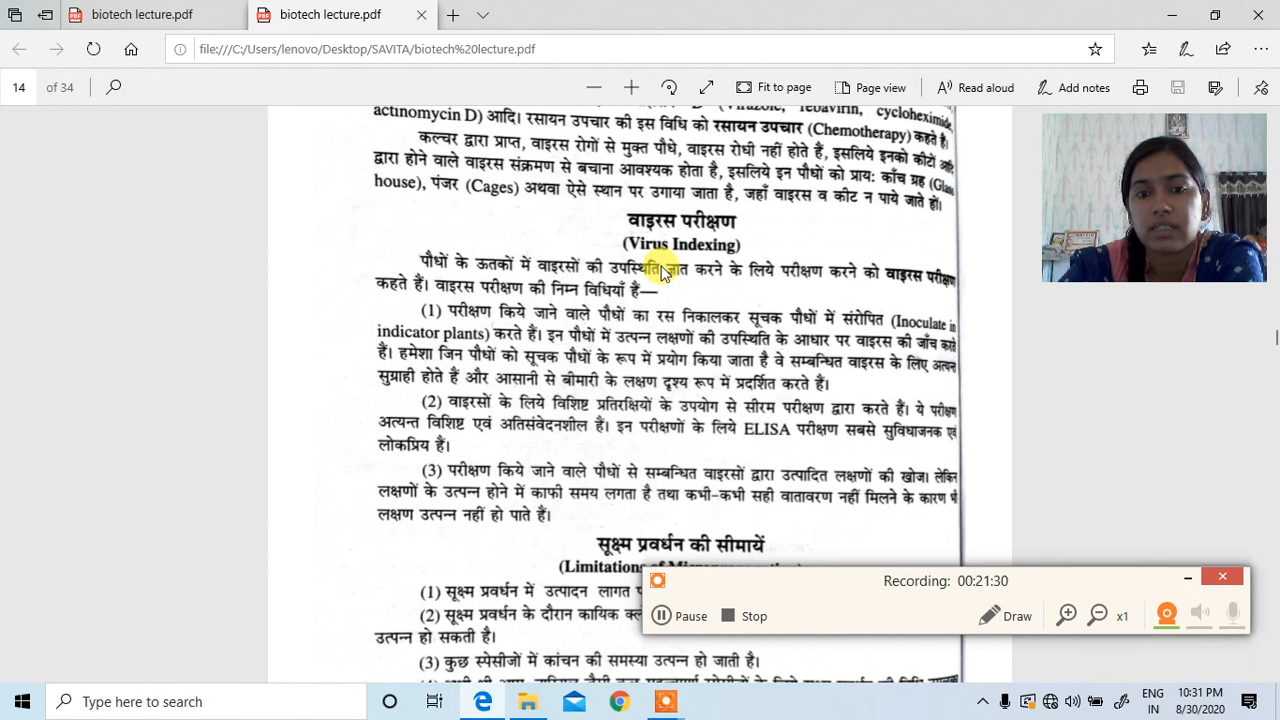 biotech lecture.pdf
biotech lecture.pdf
file:///C:/Users/lenovo/Desktop/SAVITA/biotech%20lecture.pdf
14 of 34
Fit to page
Page view
Read aloud
Add notes
cycloheximide,
actinomycin D) आदि। रसायन उपचार की इस विधि को रसायन उपचार (Chemotherapy) कहते है।
कल्चर द्वारा प्राप्त, वाइरस रोगों से मुक्त पौधे, वाइरस रोधी नहीं होते हैं, इसलिये इनको कीटों आदि
द्वारा होने वाले वाइरस संक्रमण से बचाना आवश्यक होता है, इसलिये इन पौधों को प्राय: काँच ग्रह (Glass
house), पंजर (Cages) अथवा ऐसे स्थान पर उगाया जाता है, जहाँ वाइरस व कीट न पाये जाते हों।
वाइरस परीक्षण
(Virus Indexing)
पौधों के ऊतकों में वाइरसों की उपस्थिति ज्ञात करने के लिये परीक्षण करने को वाइरस परीक्षण
कहते हैं। वाइरस परीक्षण की निम्न विधियाँ हैं—
(1) परीक्षण किये जाने वाले पौधों का रस निकालकर सूचक पौधों में संरोपित (Inoculate in
indicator plants) करते हैं। इन पौधों में उत्पन्न लक्षणों की उपस्थिति के आधार पर वाइरस की जाँच करते
हैं। हमेशा जिन पौधों को सूचक पौधों के रूप में प्रयोग किया जाता है वे सम्बन्धित वाइरस के लिए अत्यन्त
सुग्राही होते हैं और आसानी से बीमारी के लक्षण दृश्य रूप में प्रदर्शित करते हैं।
(2) वाइरसों के लिये विशिष्ट प्रतिरक्षियों के उपयोग से सीरम परीक्षण द्वारा करते हैं। ये परीक्षण
अत्यन्त विशिष्ट एवं अतिसंवेदनशील हैं। इन परीक्षणों के लिये ELISA परीक्षण सबसे सुविधाजनक एवं
लोकप्रिय हैं।
(3) परीक्षण किये जाने वाले पौधों से सम्बन्धित वाइरसों द्वारा उत्पादित लक्षणों की खोज। लेकिन
लक्षणों के उत्पन्न होने में काफी समय लगता है तथा कभी-कभी सही वातावरण नहीं मिलने के कारण भी
लक्षण उत्पन्न नहीं हो पाते हैं।
सूक्ष्म प्रवर्धन की सीमायें
(Limitations of
(1) सूक्ष्म प्रवर्धन में उत्पादन लागत
(2) सूक्ष्म प्रवर्धन के दौरान कायिक
उत्पन्न हो सकती है।
(3) कुछ स्पेसीजों में कांचन की समस्या उत्पन्न हो जाती है।
Recording: 00:21:30
Pause
Stop
Draw
x1
Type here to search
ENG
IN
10:31 PM
8/30/2020